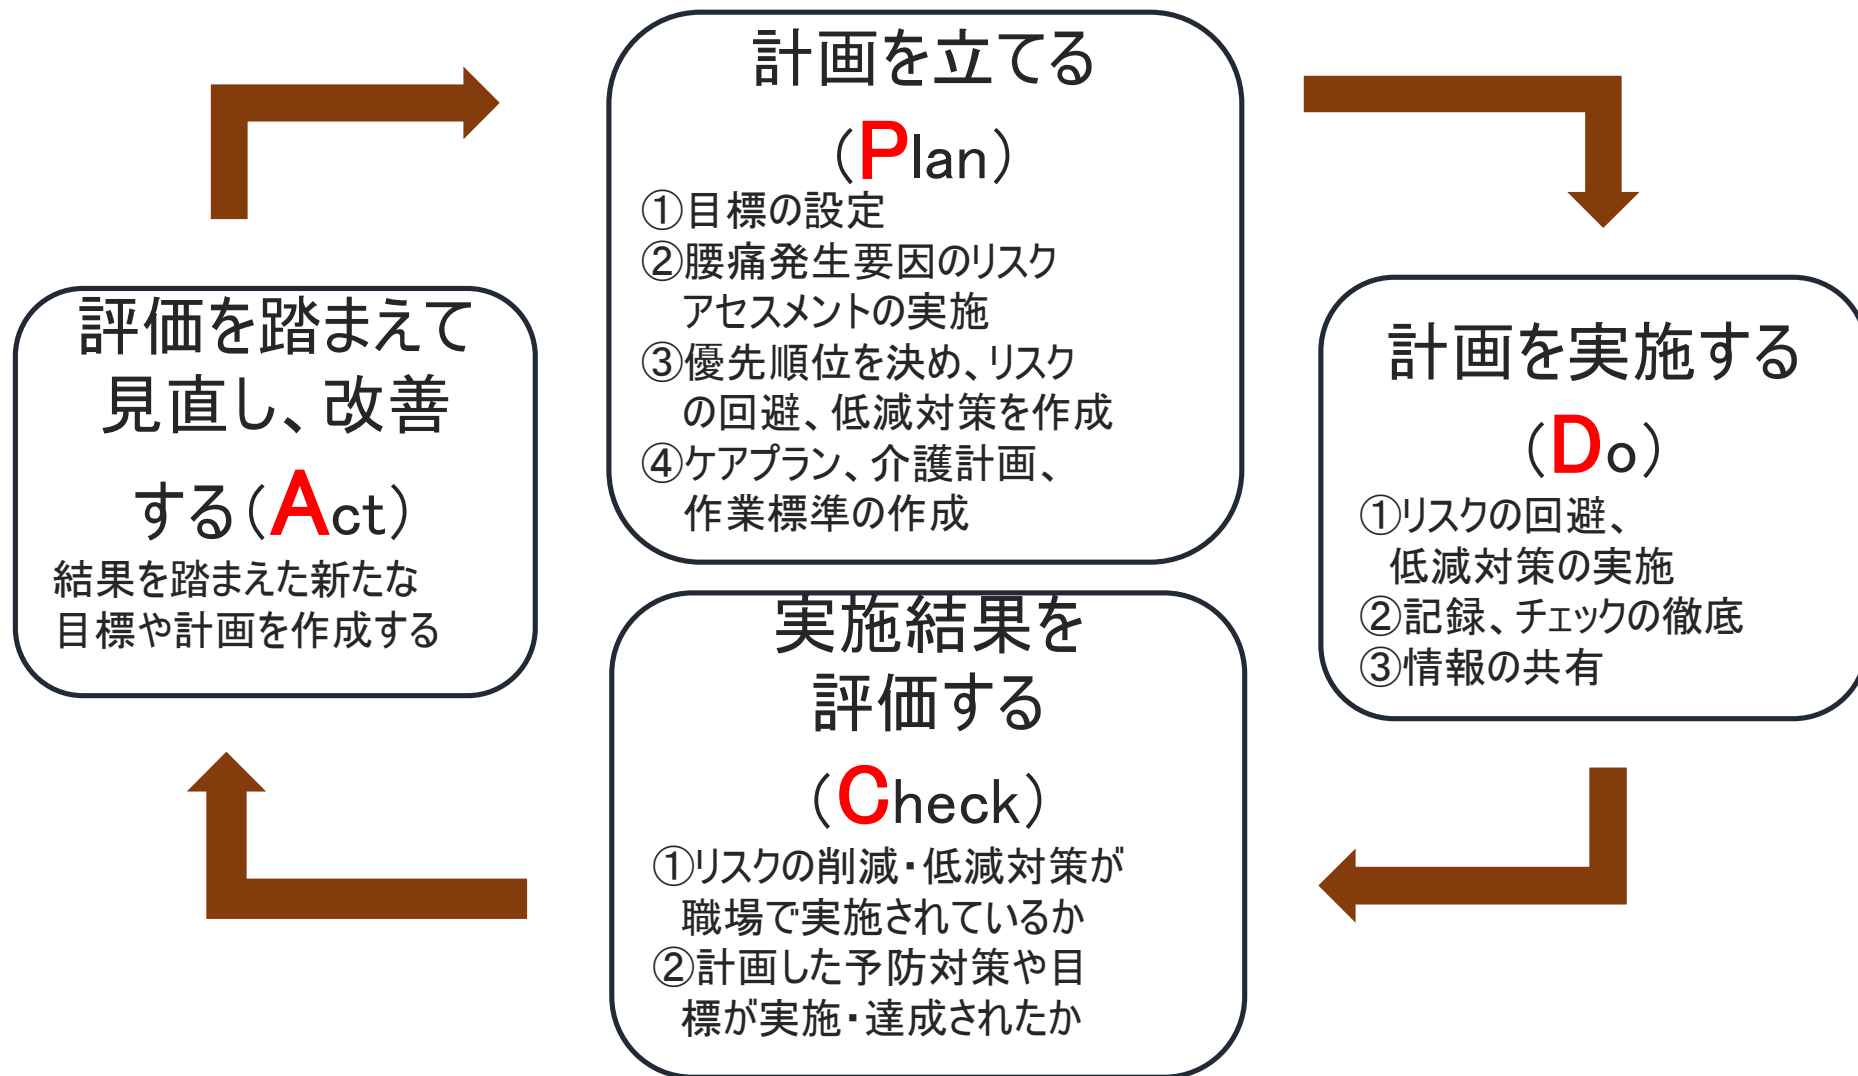 計画を立てる
（Plan）
①目標の設定
②腰痛発生要因のリスク
アセスメントの実施
③優先順位を決め、リスク
の回避、低減対策を作成
④ケアプラン、介護計画、
作業標準の作成
計画を実施する
（Do）
①リスクの回避、
低減対策の実施
②記録、チェックの徹底
③情報の共有
実施結果を
評価する
（Check）
①リスクの削減・低減対策が
職場で実施されているか
②計画した予防対策や目
標が実施・達成されたか
評価を踏まえて
見直し、改善
する（Act）
結果を踏まえた新たな
目標や計画を作成する